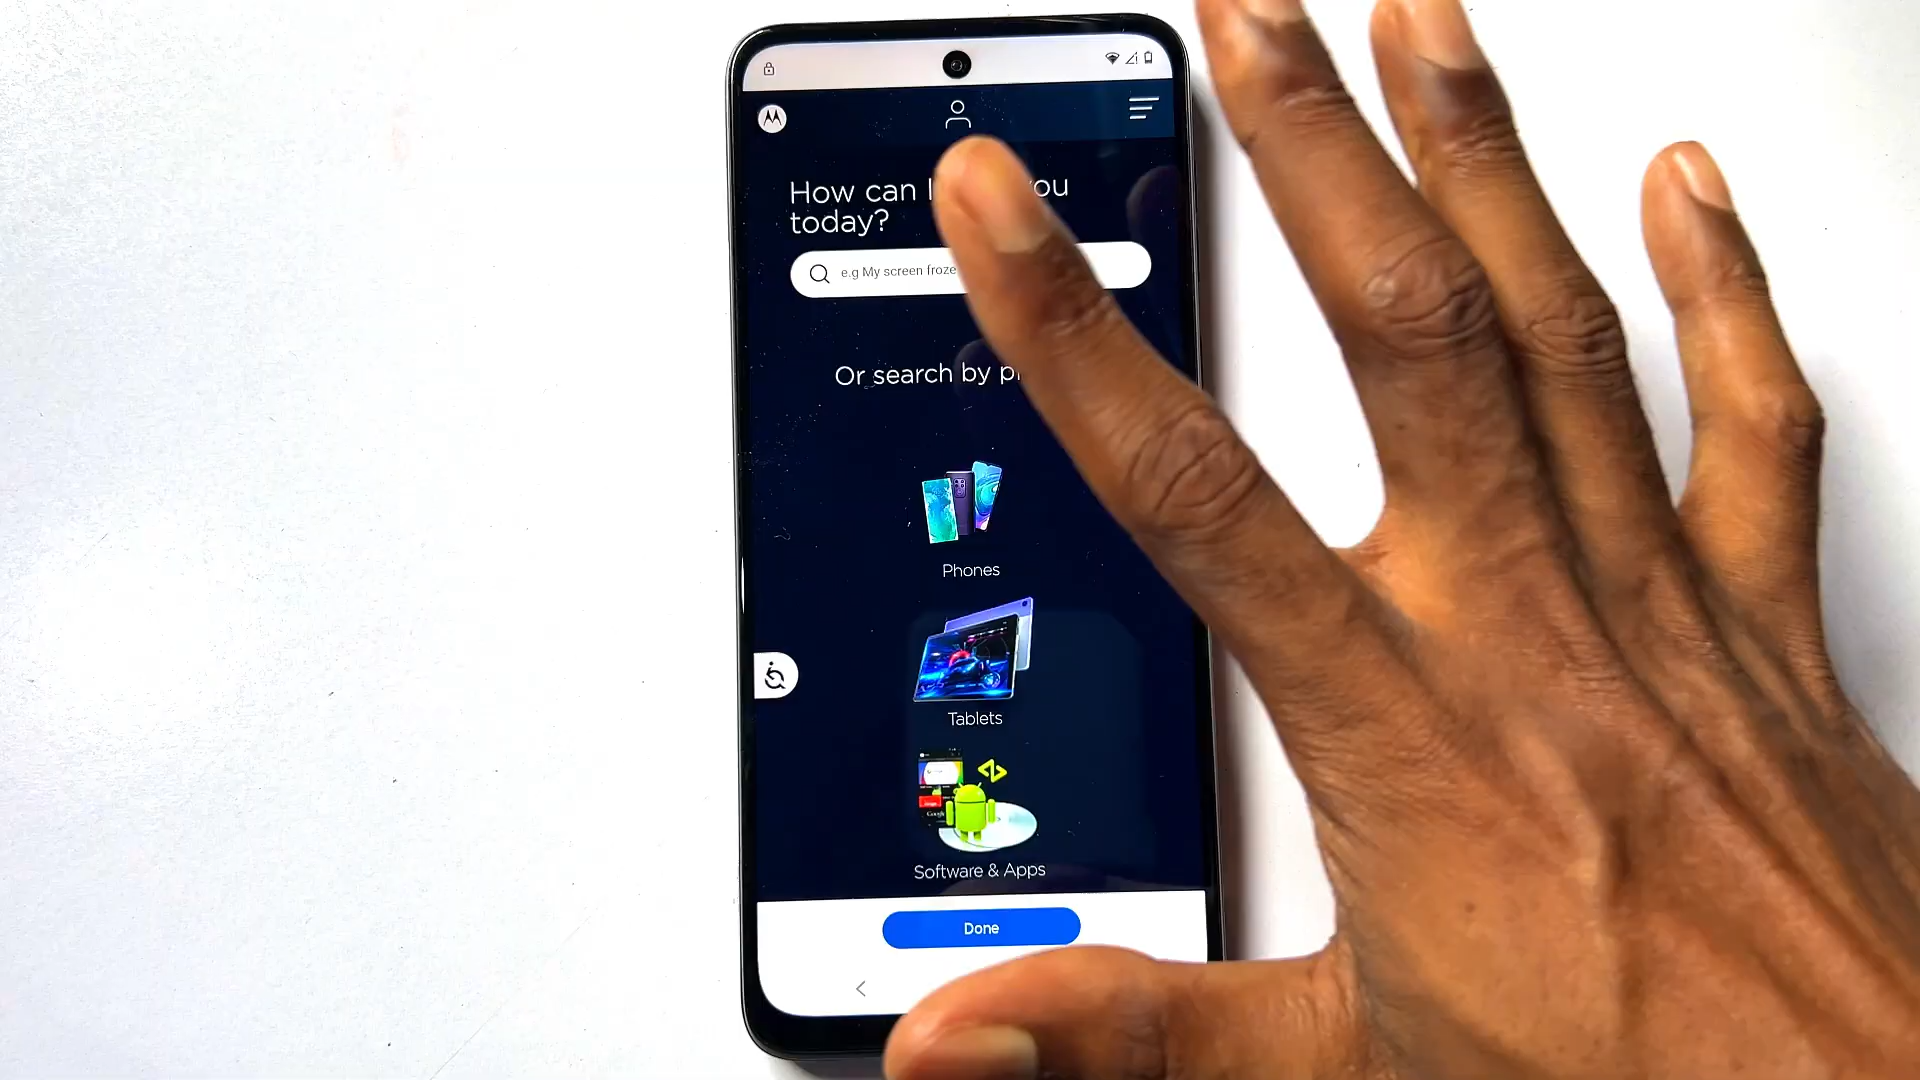 How can I ou
today?
e.g My screen froze
Or search by p
Phones
Tablets
Software & Apps
Done